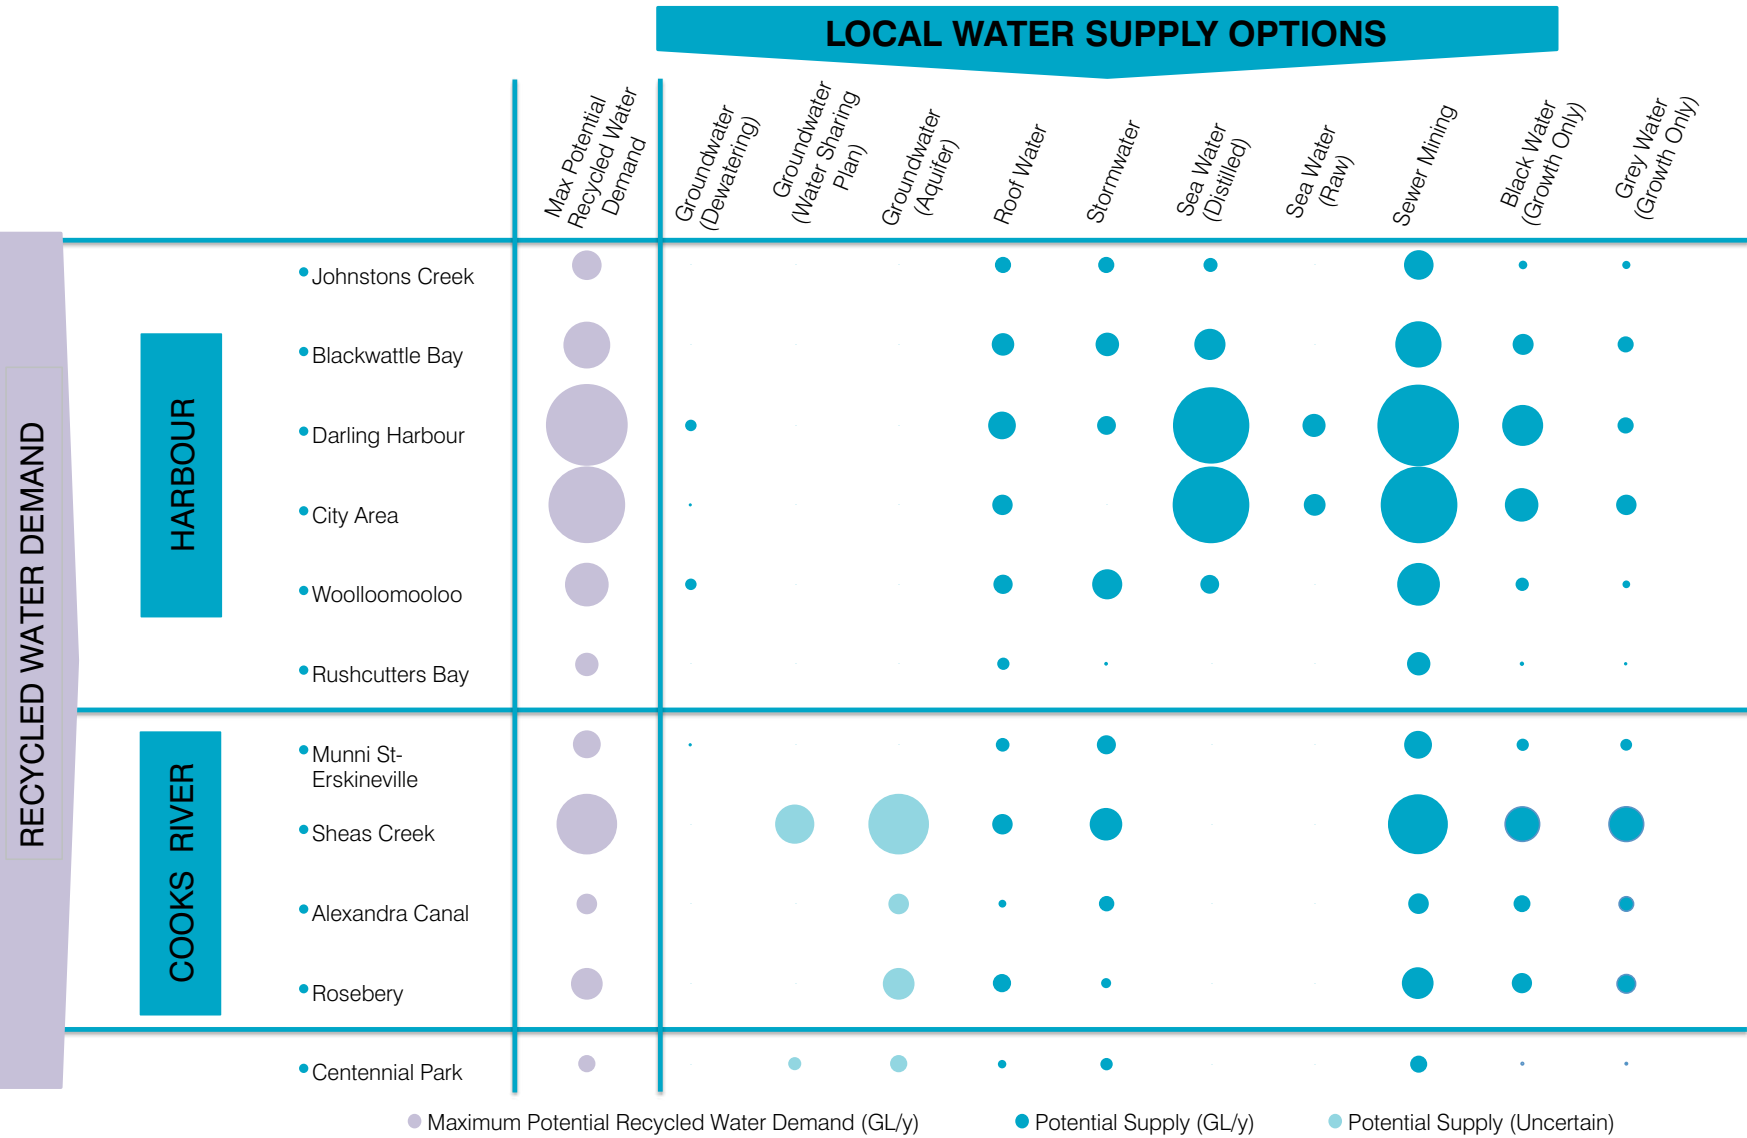 LOCAL WATER SUPPLY OPTIONS
Max Potential
Recycled Water
Demand
Groundwater
(Dewatering)
Groundwater
(Water Sharing
Plan)
Groundwater
(Aquifer)
Roof Water
Stormwater
Sea Water
(Distilled)
Sea Water
(Raw)
Sewer Mining
Black Water
(Growth Only)
Grey Water
(Growth Only)
RECYCLED WATER DEMAND
HARBOUR
Johnstons Creek
Blackwattle Bay
Darling Harbour
City Area
Woolloomooloo
Rushcutters Bay
COOKS RIVER
Munni St-
Erskineville
Sheas Creek
Alexandra Canal
Rosebery
Centennial Park
Maximum Potential Recycled Water Demand (GL/y)
Potential Supply (GL/y)
Potential Supply (Uncertain)